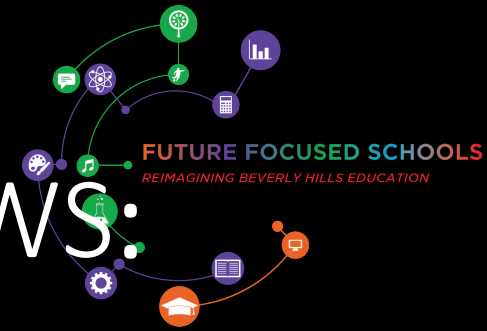 FUTURE FOCUSED SCHOOLS
REIMAGINING BEVERLY HILLS EDUCATION
WS: